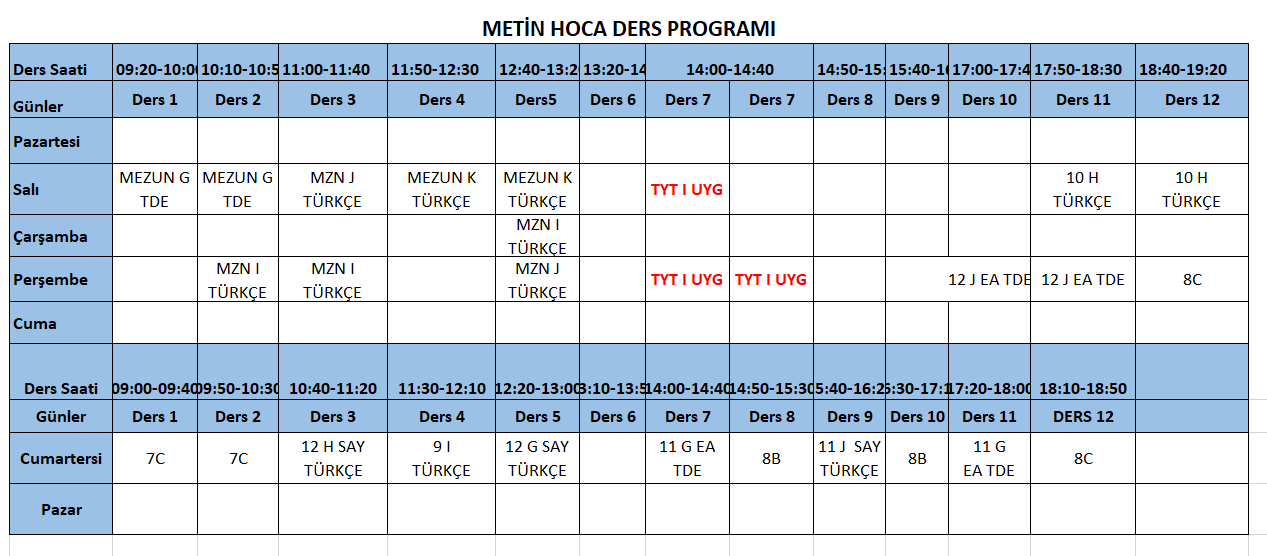 METİN HOCA DERS PROGRAMI
Ders Saati 09:20-10:00 10:10-10:5 11:00-11:40 11:50-12:30 12:40-13:2 13:20-14 14:00-14:40 14:50-15: 15:40-16 17:00-17:4 17:50-18:30 18:40-19:20
Günler Ders 1 Ders 2 Ders 3 Ders 4 Ders5 Ders 6 Ders 7 Ders 7 Ders 8 Ders 9 Ders 10 Ders 11 Ders 12
Pazartesi
Salı MEZUN G TDE MEZUN G TDE MZN J TÜRKÇE MEZUN K TÜRKÇE MEZUN K TÜRKÇE TYT I UYG 10 H TÜRKÇE 10 H TÜRKÇE
Çarşamba MZN I TÜRKÇE
Perşembe MZN I TÜRKÇE MZN I TÜRKÇE MZN J TÜRKÇE TYT I UYG TYT I UYG 12 J EA TDE 12 J EA TDE 8C
Cuma
Ders Saati 09:00-09:40 09:50-10:30 10:40-11:20 11:30-12:10 12:20-13:00 3:10-13:5 14:00-14:40 14:50-15:30 5:40-16:2 5:30-17:1 17:20-18:00 18:10-18:50
Günler Ders 1 Ders 2 Ders 3 Ders 4 Ders 5 Ders 6 Ders 7 Ders 8 Ders 9 Ders 10 Ders 11 DERS 12
Cumartersi 7C 7C 12 H SAY TÜRKÇE 9 I TÜRKÇE 12 G SAY TÜRKÇE 11 G EA TDE 8B 11 J SAY TÜRKÇE 8B 11 G EA TDE 8C
Pazar